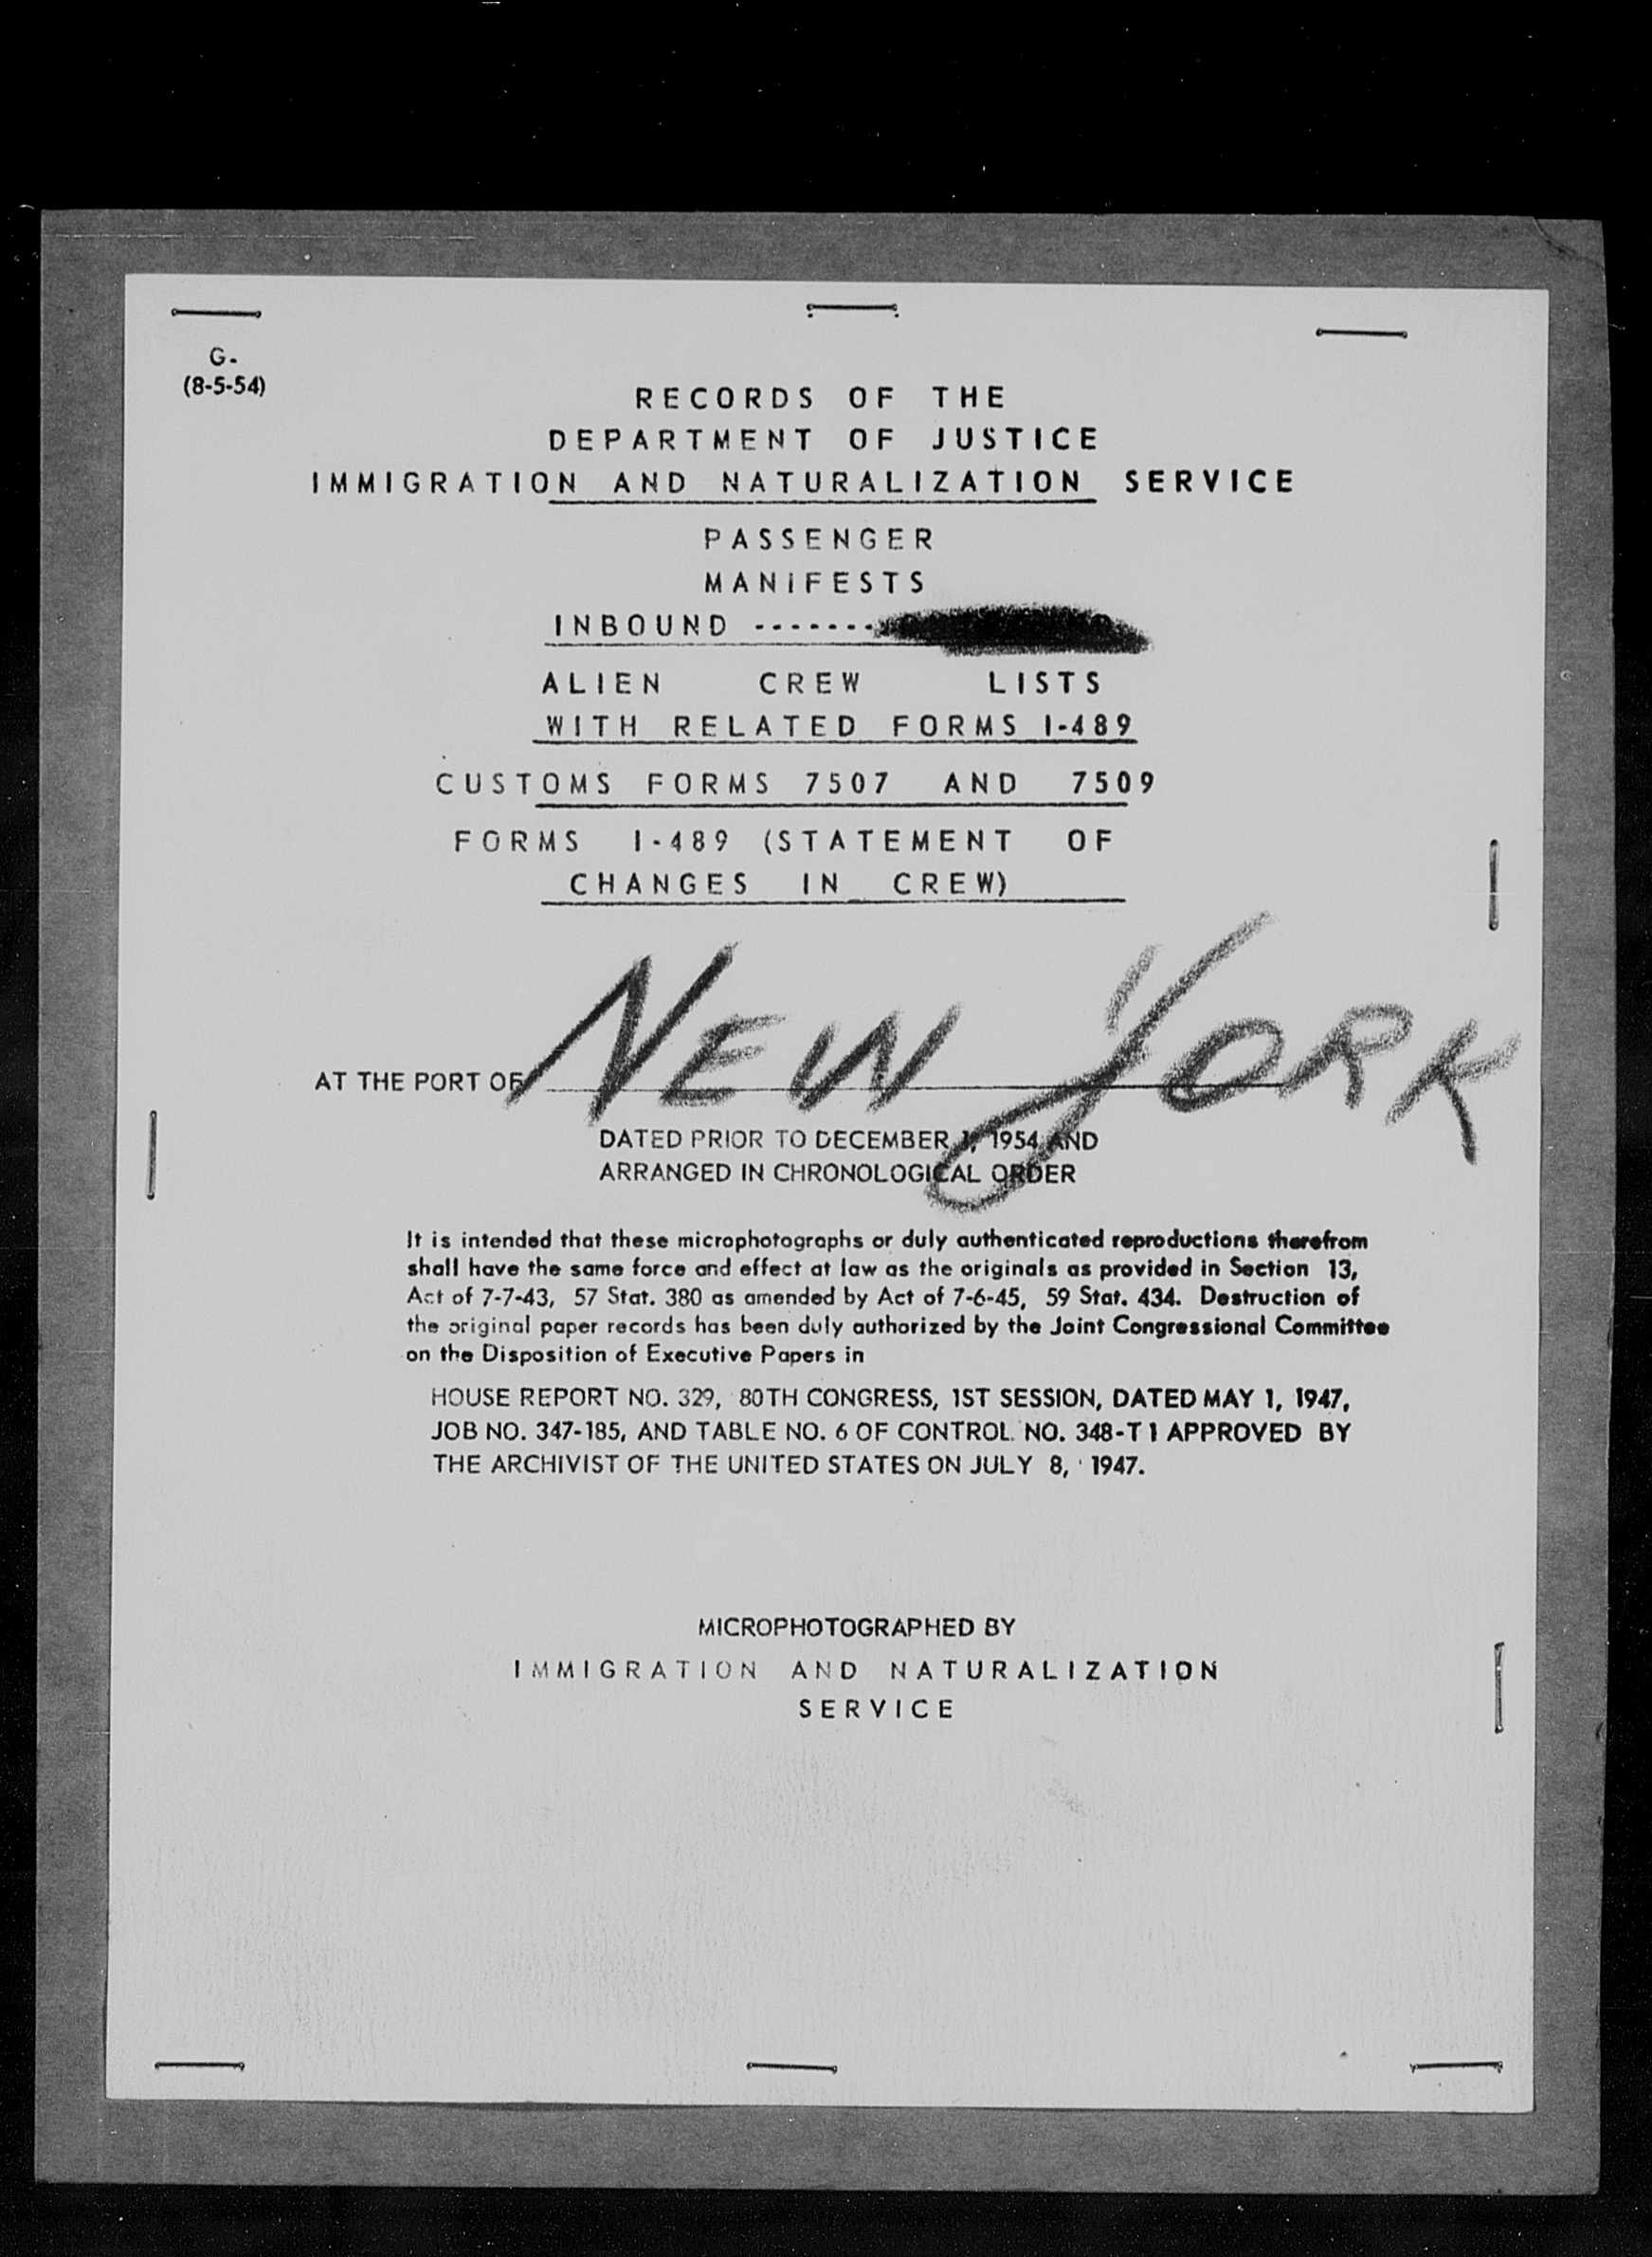 G-
(8-5-54)
RECORDS OF THE
DEPARTMENT OF JUSTICE
IMMIGRATION AND NATURALIZATION SERVICE
PASSENGER
MANIFESTS
INBOUND -------
ALIEN CREW LISTS
WITH RELATED FORMS I-489
CUSTOMS FORMS 7507 AND 7509
FORMS I-489 (STATEMENT OF
CHANGES IN CREW)
AT THE PORT OF NEW YORK
DATED PRIOR TO DECEMBER 1, 1954 AND
ARRANGED IN CHRONOLOGICAL ORDER
It is intended that these microphotographs or duly authenticated reproductions therefrom
shall have the same force and effect at law as the originals as provided in Section 13,
Act of 7-7-43, 57 Stat. 380 as amended by Act of 7-6-45, 59 Stat. 434. Destruction of
the original paper records has been duly authorized by the Joint Congressional Committee
on the Disposition of Executive Papers in
HOUSE REPORT NO. 329, 80TH CONGRESS, 1ST SESSION, DATED MAY 1, 1947,
JOB NO. 347-185, AND TABLE NO. 6 OF CONTROL NO. 348-T1 APPROVED BY
THE ARCHIVIST OF THE UNITED STATES ON JULY 8, 1947.
MICROPHOTOGRAPHED BY
IMMIGRATION AND NATURALIZATION
SERVICE